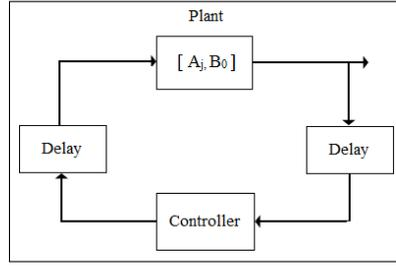 Plant
[ Aj, B0 ]
Delay
Delay
Controller